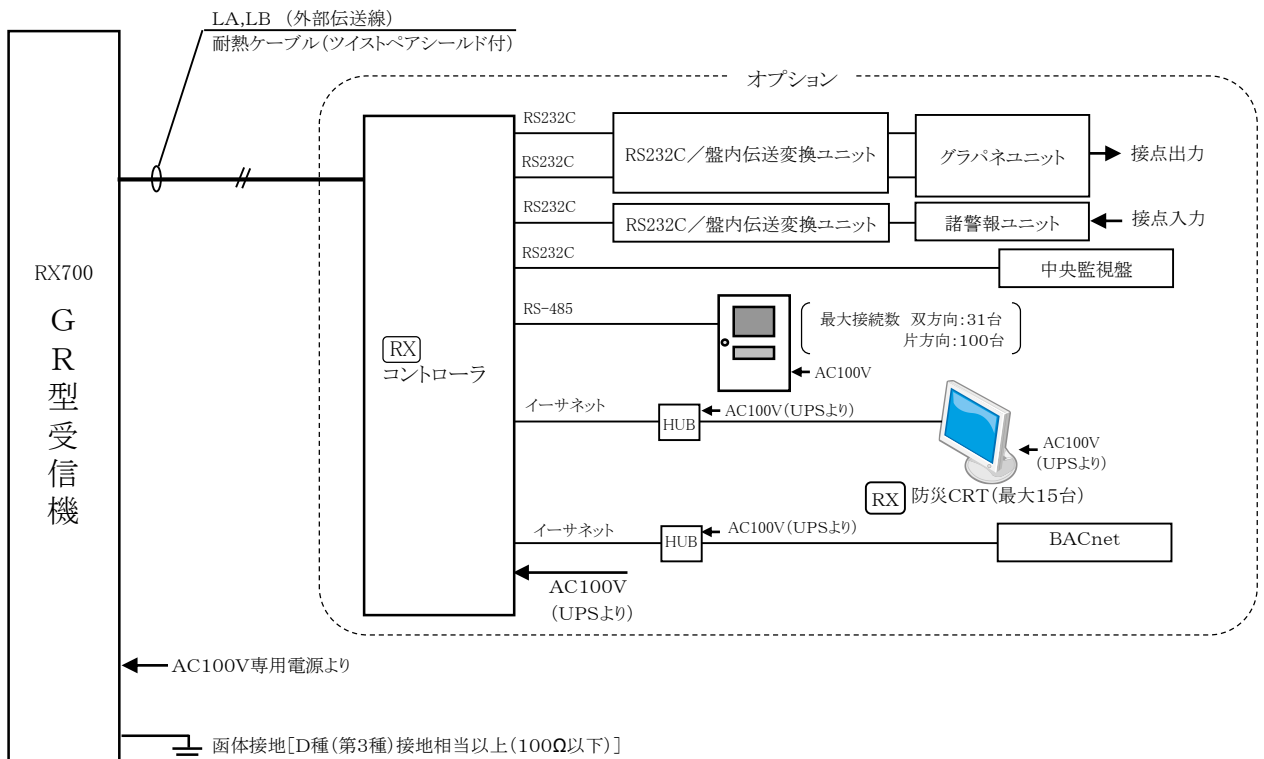 LA,LB （外部伝送線）
耐熱ケーブル（ツイストペアシールド付）
オプション
RS232C
RS232C／盤内伝送変換ユニット
グラパネユニット
接点出力
RS232C
RS232C
RS232C／盤内伝送変換ユニット
諸警報ユニット
接点入力
RS232C
中央監視盤
RX700
GR型受信機
RS-485
最大接続数 双方向：31台
片方向：100台
AC100V
RX
コントローラ
イーサネット
HUB
AC100V（UPSより）
AC100V
（UPSより）
RX 防災CRT（最大15台）
イーサネット
HUB
AC100V（UPSより）
BACnet
AC100V
（UPSより）
AC100V専用電源より
函体接地［D種（第3種）接地相当以上（100Ω以下）］